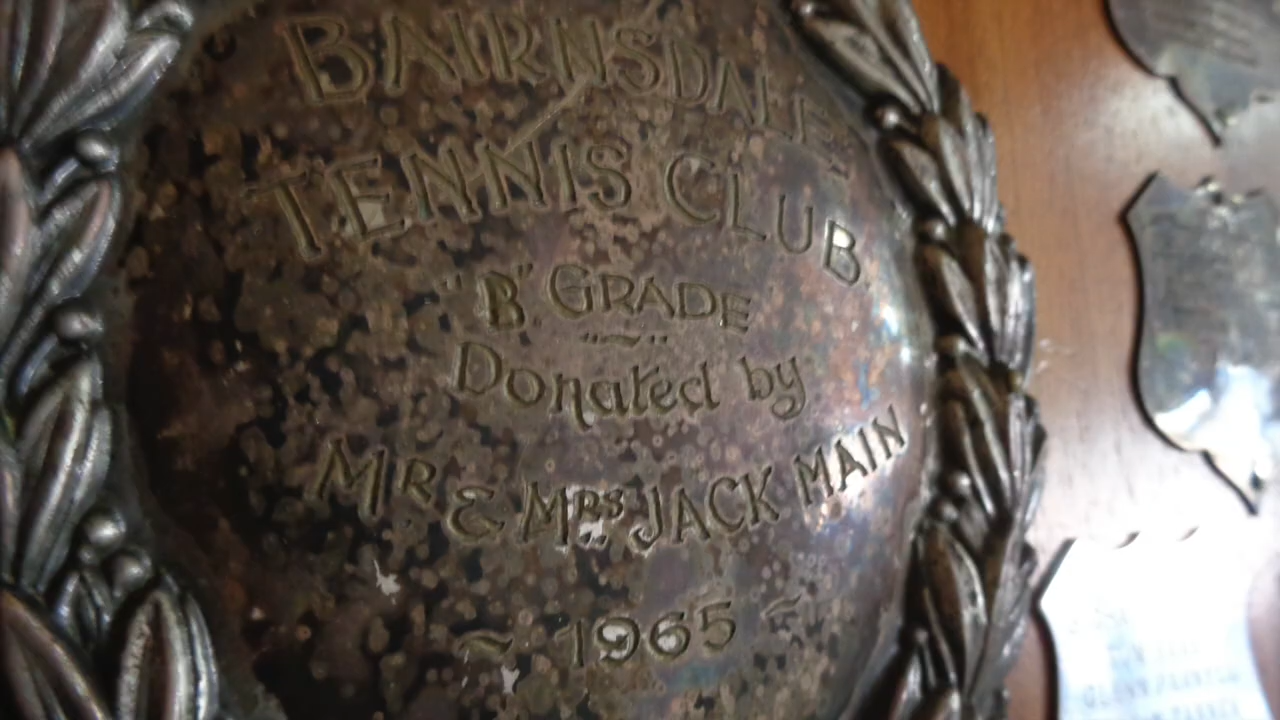 BAIRNSDALE
TENNIS CLUB
"B" GRADE
Donated by
MR & MRS JACK MAIN
~ 1965 ~